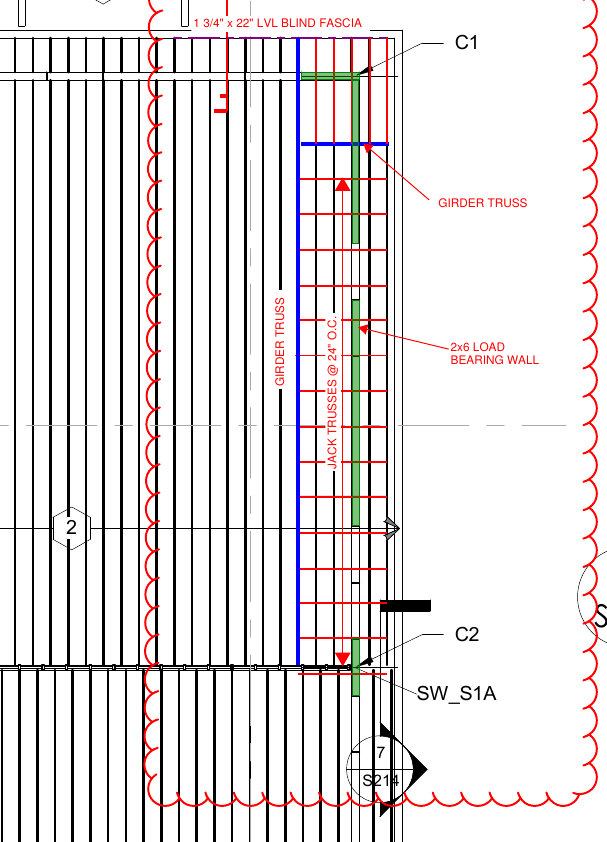 1 3/4" x 22" LVL BLIND FASCIA
C1
GIRDER TRUSS
GIRDER TRUSS
JACK TRUSSES @ 24" O.C.
2x6 LOAD
BEARING WALL
2
C2
SW_S1A
7
S214